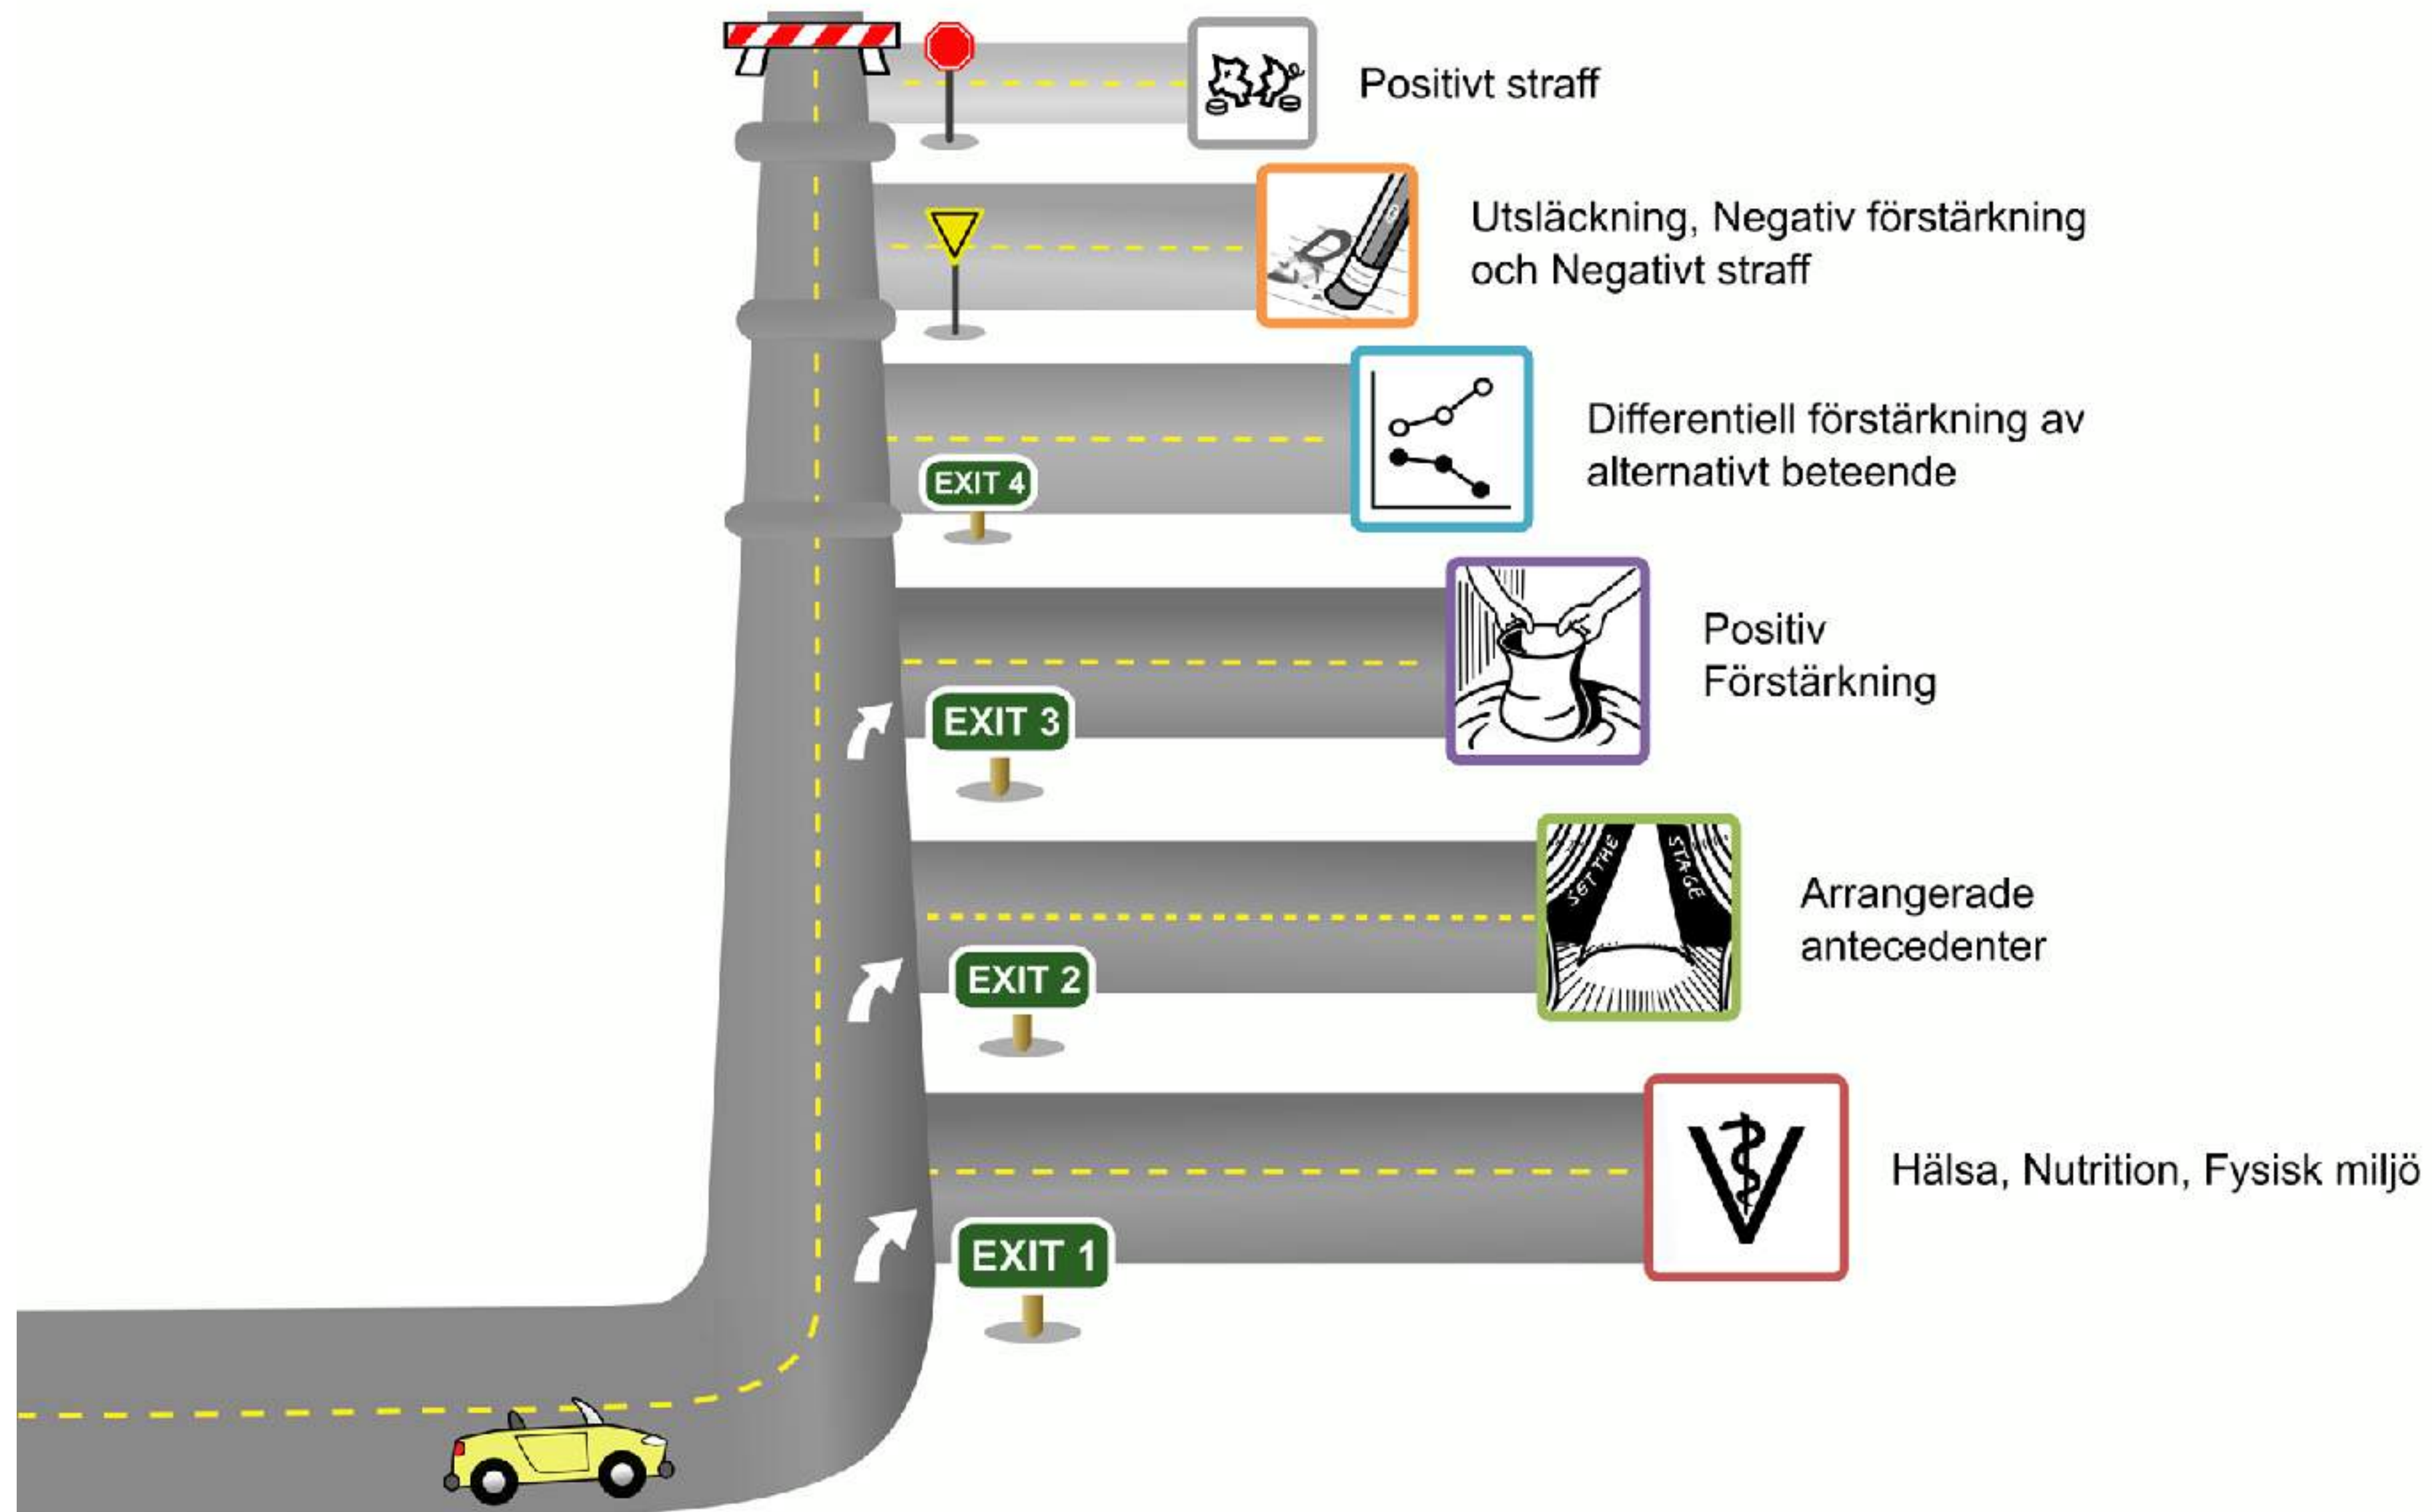 Positivt straff
Utsläckning, Negativ förstärkning
och Negativt straff
Differentiell förstärkning av
alternativt beteende
EXIT 4
Positiv
Förstärkning
EXIT 3
SET THE
STAGE
Arrangerade
antecedenter
EXIT 2
Hälsa, Nutrition, Fysisk miljö
EXIT 1